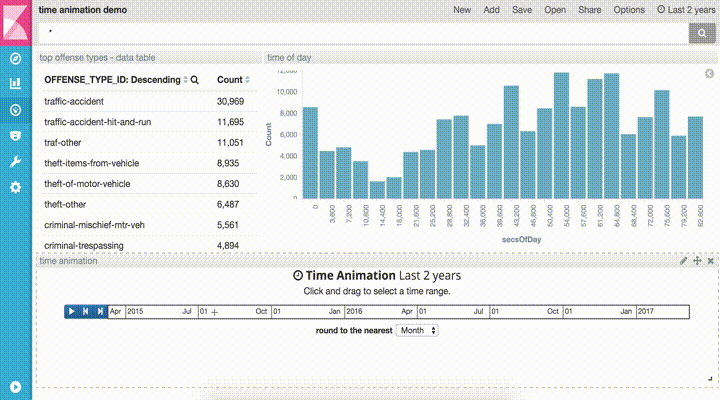 time animation demo
New Add Save Open Share Options Last 2 years
*
top offense types - data table
OFFENSE_TYPE_ID: Descending Count
traffic-accident 30,969
traffic-accident-hit-and-run 11,695
traf-other 11,051
theft-items-from-vehicle 8,935
theft-of-motor-vehicle 8,630
theft-other 6,487
criminal-mischief-mtr-veh 5,561
criminal-trespassing 4,894
time of day
Count
12,000
10,000
8,000
6,000
4,000
2,000
0
0 3,600 7,200 10,800 14,400 18,000 21,600 25,200 28,800 32,400 36,000 39,600 43,200 46,800 50,400 54,000 57,600 61,200 64,800 68,400 72,000 75,600 79,200 82,800
secsOfDay
time animation
Time Animation Last 2 years
Click and drag to select a time range.
Apr 2015 Jul 01 Oct 01 Jan 2016 Apr 01 Jul 01 Oct 01 Jan 2017
round to the nearest Month